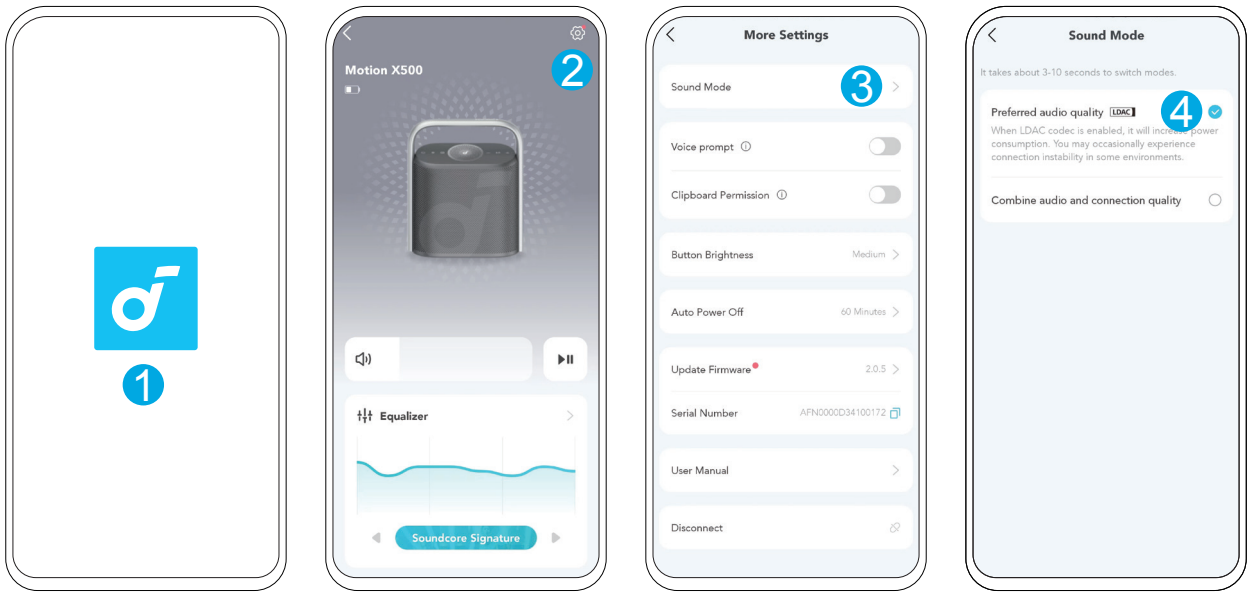 1
2
Motion X500
Equalizer
Soundcore Signature
More Settings
Sound Mode
3
Voice prompt
Clipboard Permission
Button Brightness Medium
Auto Power Off 60 Minutes
Update Firmware 2.0.5
Serial Number AFN0000D34100172
User Manual
Disconnect
Sound Mode
It takes about 3-10 seconds to switch modes.
Preferred audio quality LDAC 4
When LDAC codec is enabled, it will increase power
consumption. You may occasionally experience
connection instability in some environments.
Combine audio and connection quality